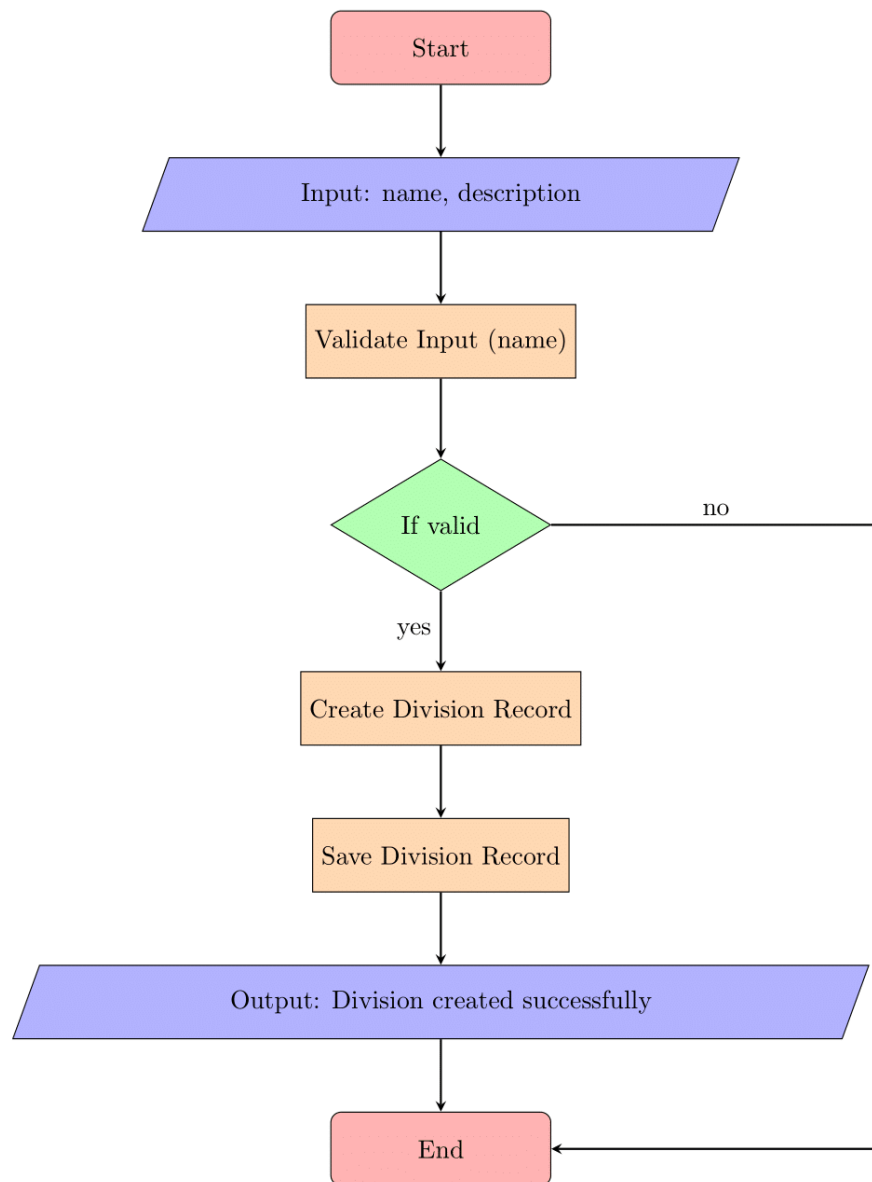 Start
Input: name, description
Validate Input (name)
If valid
no
yes
Create Division Record
Save Division Record
Output: Division created successfully
End